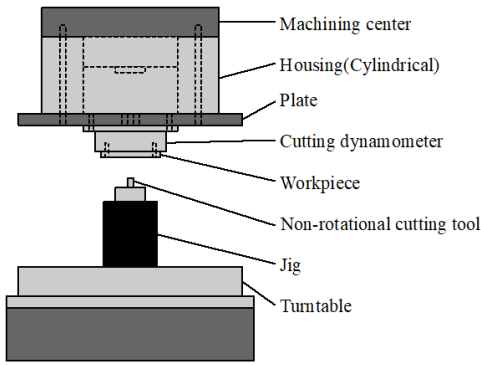 Machining center
Housing(Cylindrical)
Plate
Cutting dynamometer
Workpiece
Non-rotational cutting tool
Jig
Turntable